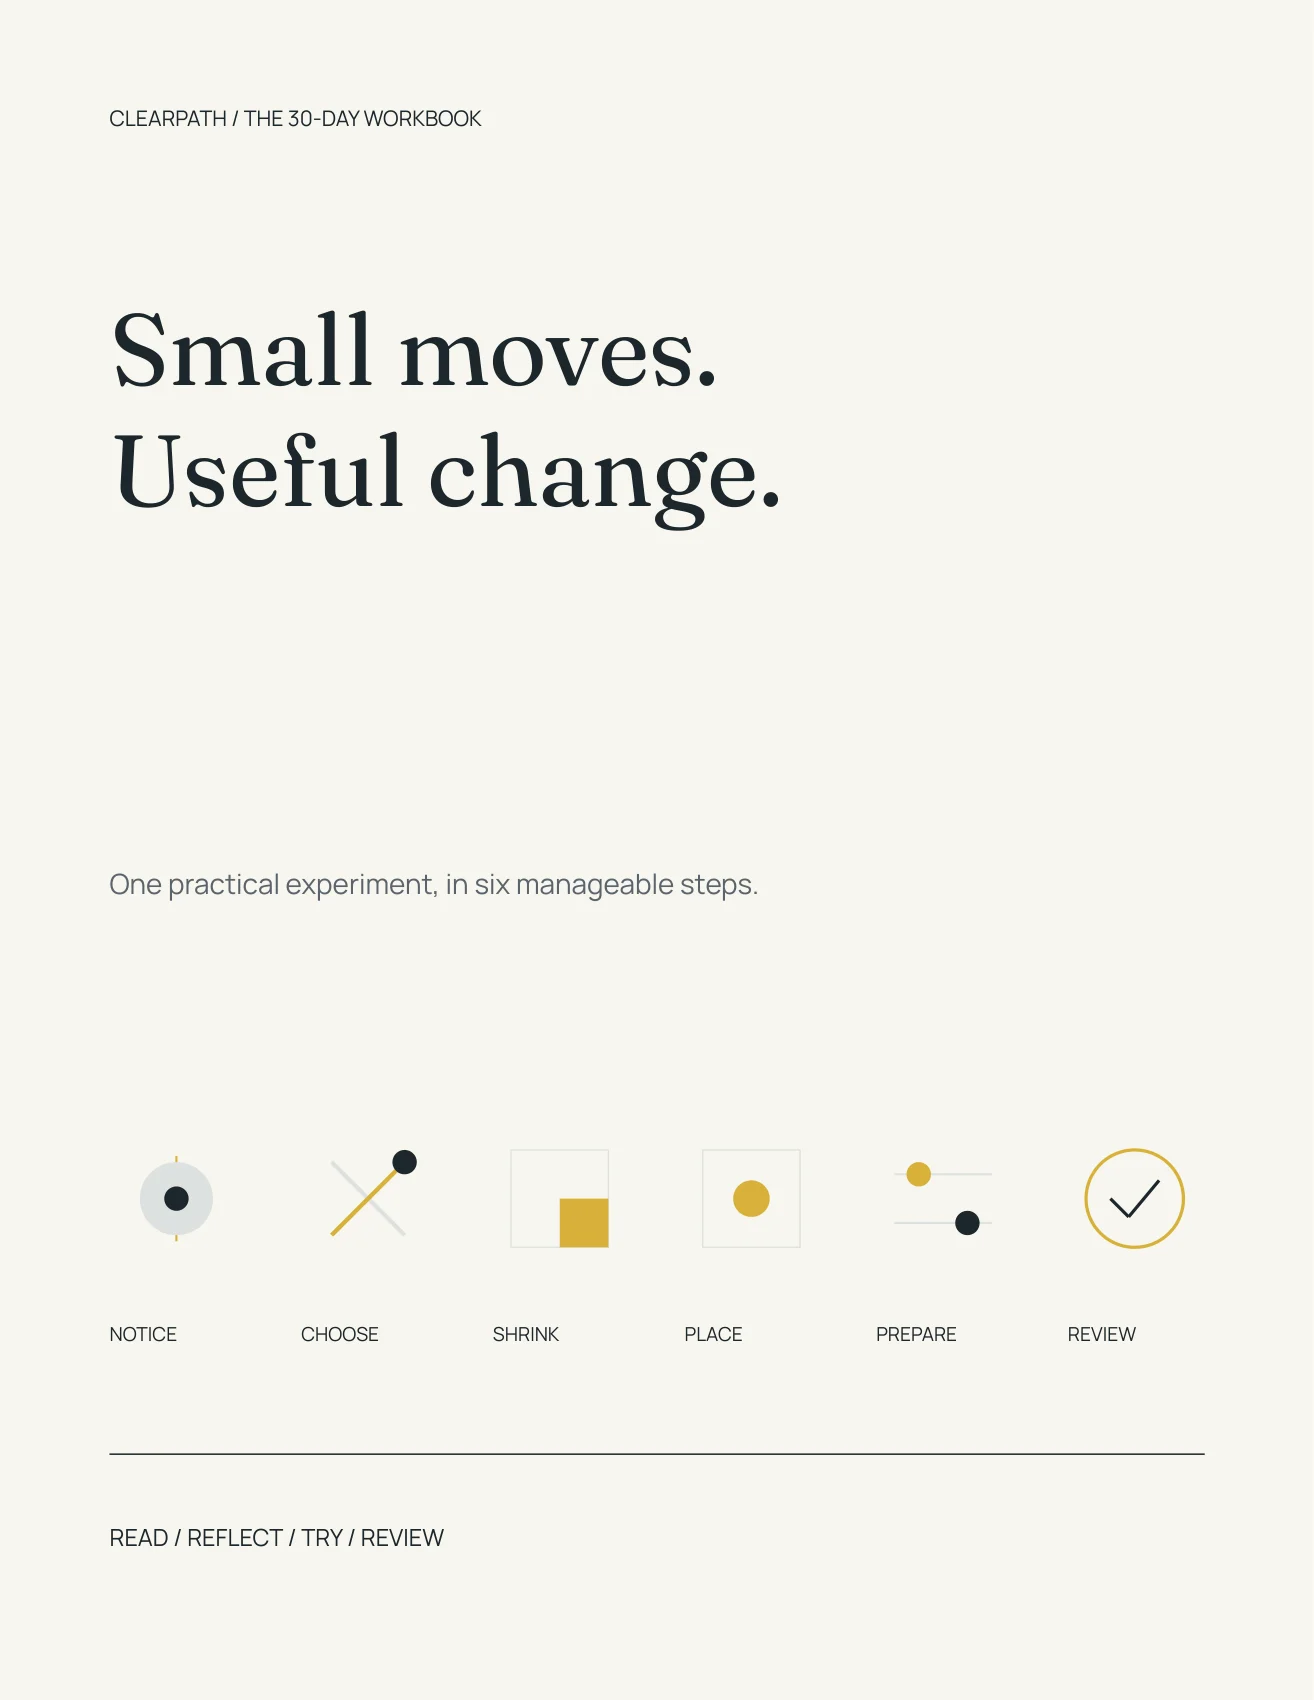 CLEARPATH / THE 30-DAY WORKBOOK
Small moves.
Useful change.
One practical experiment, in six manageable steps.
NOTICE
CHOOSE
SHRINK
PLACE
PREPARE
REVIEW
READ / REFLECT / TRY / REVIEW